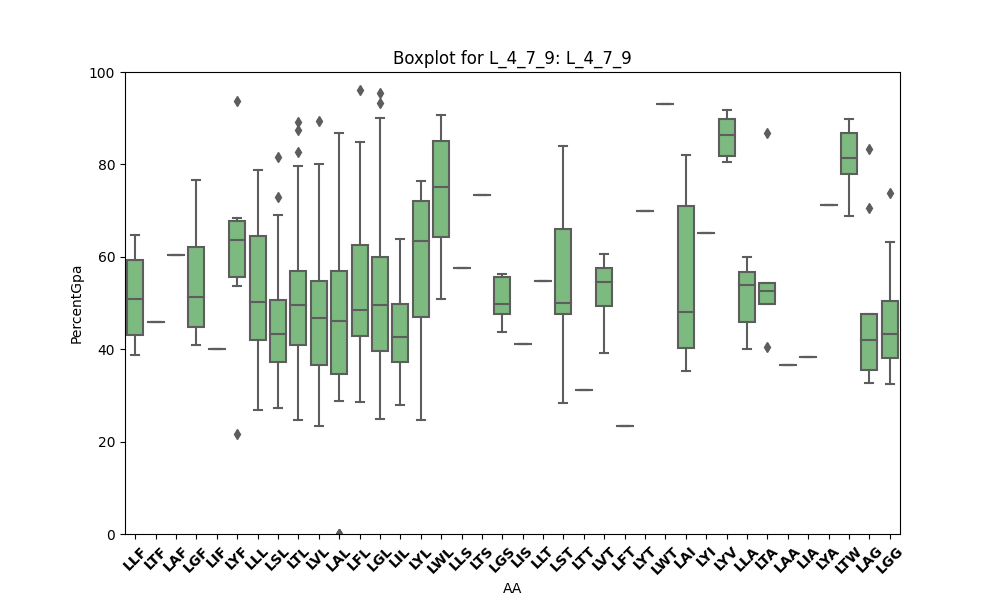 Boxplot for L_4_7_9: L_4_7_9
100
80
60
40
20
0
PercentGpa
LLF LTF LAF LGF LIF LYF LLL LSL LTL LVL LAL LFL LGL LIL LYL LWL LLS LTS LGS LIS LLT LST LTT LVT LFT LYT LWT LAI LYI LYV LLA LTA LAA LIA LYA LTW LAG LGG
AA